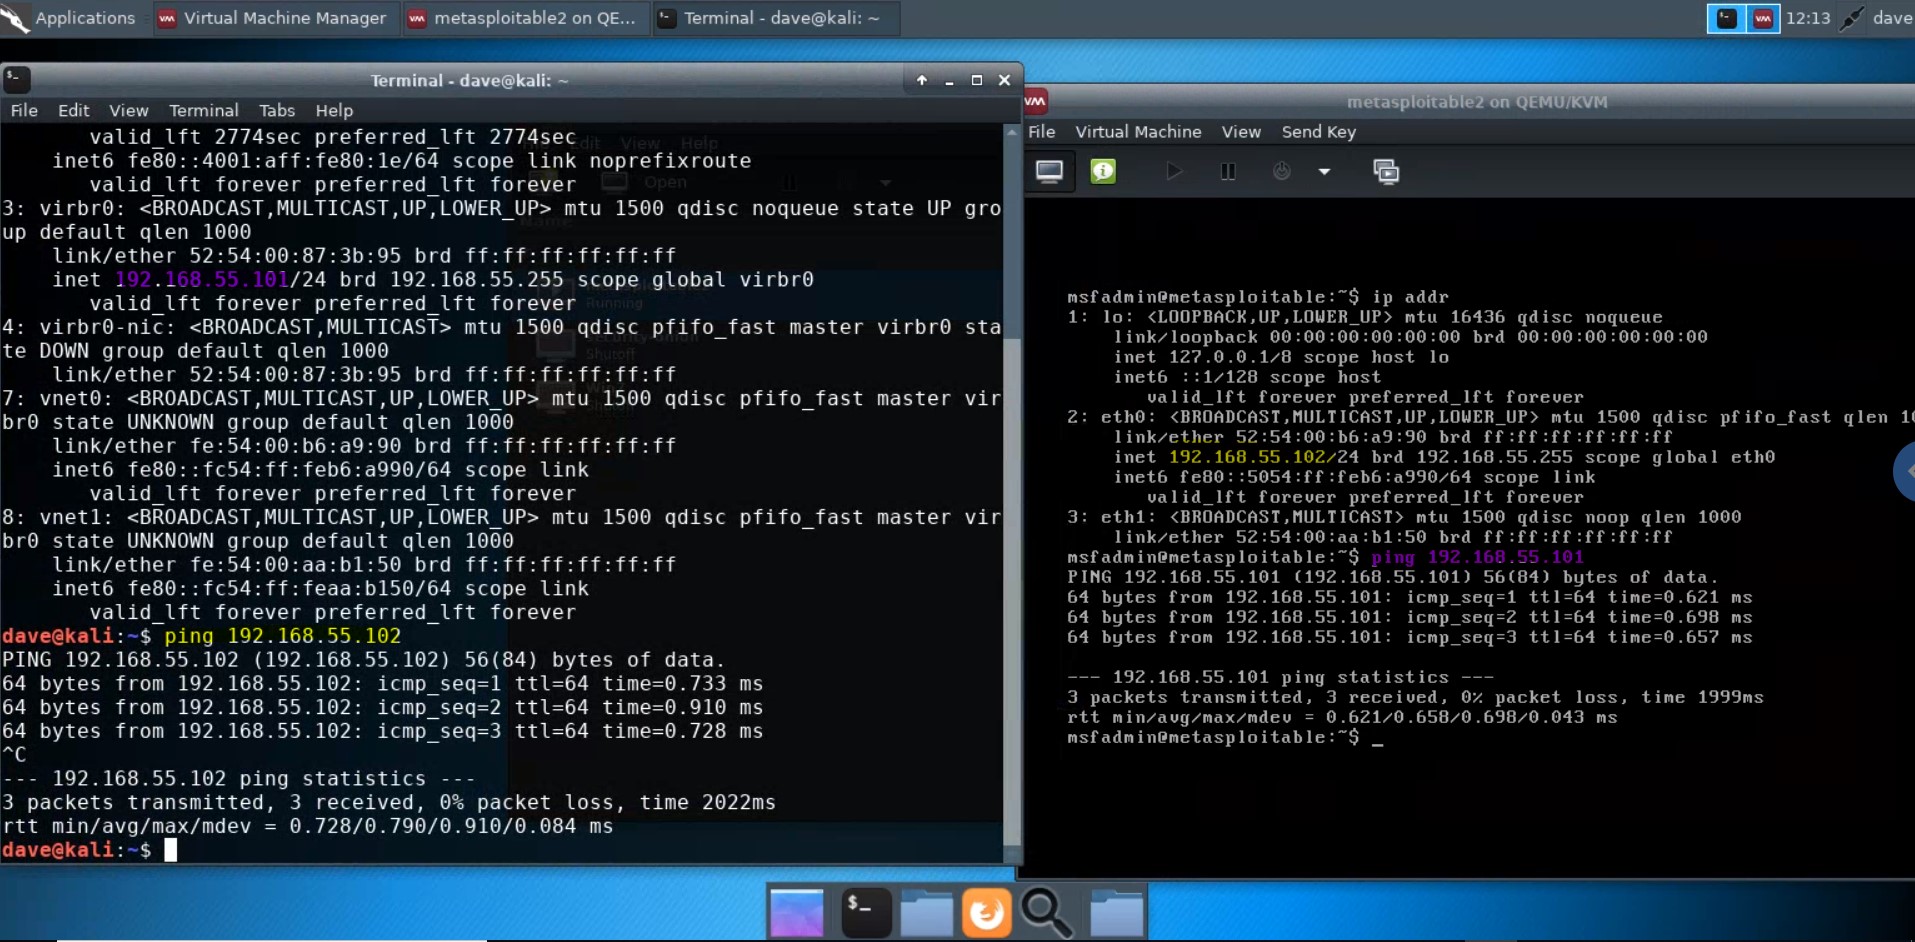 Applications
Virtual Machine Manager
metasploitable2 on QE...
Terminal - dave@kali: ~
12:13
dave
Terminal - dave@kali: ~
File Edit View Terminal Tabs Help
valid_lft 2774sec preferred_lft 2774sec
inet6 fe80::4001:aff:fe80:1e/64 scope link noprefixroute
valid_lft forever preferred_lft forever
3: virbr0: <BROADCAST,MULTICAST,UP,LOWER_UP> mtu 1500 qdisc noqueue state UP gro
up default qlen 1000
link/ether 52:54:00:87:3b:95 brd ff:ff:ff:ff:ff:ff
inet 192.168.55.101/24 brd 192.168.55.255 scope global virbr0
valid_lft forever preferred_lft forever
4: virbr0-nic: <BROADCAST,MULTICAST> mtu 1500 qdisc pfifo_fast master virbr0 sta
te DOWN group default qlen 1000
link/ether 52:54:00:87:3b:95 brd ff:ff:ff:ff:ff:ff
7: vnet0: <BROADCAST,MULTICAST,UP,LOWER_UP> mtu 1500 qdisc pfifo_fast master vir
br0 state UNKNOWN group default qlen 1000
link/ether fe:54:00:b6:a9:90 brd ff:ff:ff:ff:ff:ff
inet6 fe80::fc54:ff:feb6:a990/64 scope link
valid_lft forever preferred_lft forever
8: vnet1: <BROADCAST,MULTICAST,UP,LOWER_UP> mtu 1500 qdisc pfifo_fast master vir
br0 state UNKNOWN group default qlen 1000
link/ether fe:54:00:aa:b1:50 brd ff:ff:ff:ff:ff:ff
inet6 fe80::fc54:ff:feaa:b150/64 scope link
valid_lft forever preferred_lft forever
dave@kali:~$ ping 192.168.55.102
PING 192.168.55.102 (192.168.55.102) 56(84) bytes of data.
64 bytes from 192.168.55.102: icmp_seq=1 ttl=64 time=0.733 ms
64 bytes from 192.168.55.102: icmp_seq=2 ttl=64 time=0.910 ms
64 bytes from 192.168.55.102: icmp_seq=3 ttl=64 time=0.728 ms
^C
--- 192.168.55.102 ping statistics ---
3 packets transmitted, 3 received, 0% packet loss, time 2022ms
rtt min/avg/max/mdev = 0.728/0.790/0.910/0.084 ms
dave@kali:~$
Edit View Help
Open
Running
Shutoff
metasploitable2 on QEMU/KVM
File Virtual Machine View Send Key
msfadmin@metasploitable:~$ ip addr
1: lo: <LOOPBACK,UP,LOWER_UP> mtu 16436 qdisc noqueue
link/loopback 00:00:00:00:00:00 brd 00:00:00:00:00:00
inet 127.0.0.1/8 scope host lo
inet6 ::1/128 scope host
valid_lft forever preferred_lft forever
2: eth0: <BROADCAST,MULTICAST,UP,LOWER_UP> mtu 1500 qdisc pfifo_fast qlen
link/ether 52:54:00:b6:a9:90 brd ff:ff:ff:ff:ff:ff
inet 192.168.55.102/24 brd 192.168.55.255 scope global eth0
inet6 fe80::5054:ff:feb6:a990/64 scope link
valid_lft forever preferred_lft forever
3: eth1: <BROADCAST,MULTICAST> mtu 1500 qdisc noop qlen 1000
link/ether 52:54:00:aa:b1:50 brd ff:ff:ff:ff:ff:ff
msfadmin@metasploitable:~$ ping 192.168.55.101
PING 192.168.55.101 (192.168.55.101) 56(84) bytes of data.
64 bytes from 192.168.55.101: icmp_seq=1 ttl=64 time=0.621 ms
64 bytes from 192.168.55.101: icmp_seq=2 ttl=64 time=0.698 ms
64 bytes from 192.168.55.101: icmp_seq=3 ttl=64 time=0.657 ms
--- 192.168.55.101 ping statistics ---
3 packets transmitted, 3 received, 0% packet loss, time 1999ms
rtt min/avg/max/mdev = 0.621/0.658/0.698/0.043 ms
msfadmin@metasploitable:~$ _